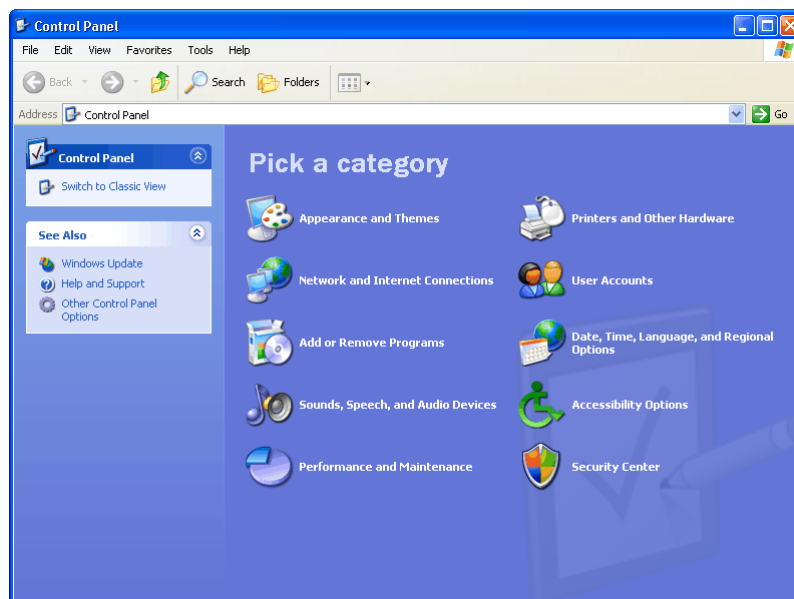 Control Panel
File Edit View Favorites Tools Help
Back Search Folders
Address Control Panel Go
Control Panel
Switch to Classic View
See Also
Windows Update
Help and Support
Other Control Panel
Options
Pick a category
Appearance and Themes
Printers and Other Hardware
Network and Internet Connections
User Accounts
Add or Remove Programs
Date, Time, Language, and Regional
Options
Sounds, Speech, and Audio Devices
Accessibility Options
Performance and Maintenance
Security Center